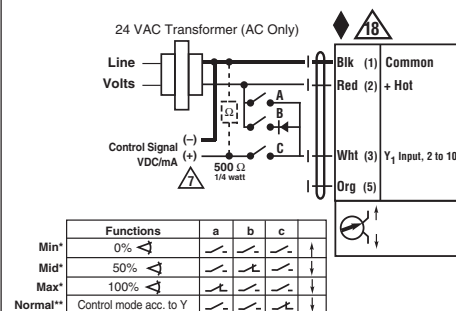 24 VAC Transformer (AC Only)
18
Line
Volts
Blk (1) Common
Red (2) + Hot
A
B
C
Ω
Control Signal (–)
VDC/mA (+)
7
500 Ω
1/4 watt
Wht (3) Y1 Input, 2 to 10
Org (5)
Functions a b c
Min* 0%
Mid* 50%
Max* 100%
Normal** Control mode acc. to Y